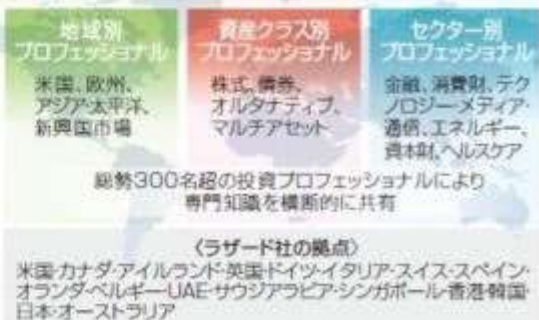 地域別
プロフェッショナル
米国、欧州、
アジア·太平洋、
新興国市場
資産クラス別
プロフェッショナル
株式、債券、
オルタナティブ、
マルチアセット
セクター別
プロフェッショナル
金融、消費財、テク
ノロジー·メディア·
通信、エネルギー、
資本財、ヘルスケア
総勢300名超の投資プロフェッショナルにより
専門知識を横断的に共有
〈ラザード社の拠点〉
米国·カナダ·アイルランド·英国·ドイツ·イタリア·スイス·スペイン·
オランダ·ベルギー·UAE·サウジアラビア·シンガポール·香港·韓国·
日本·オーストラリア